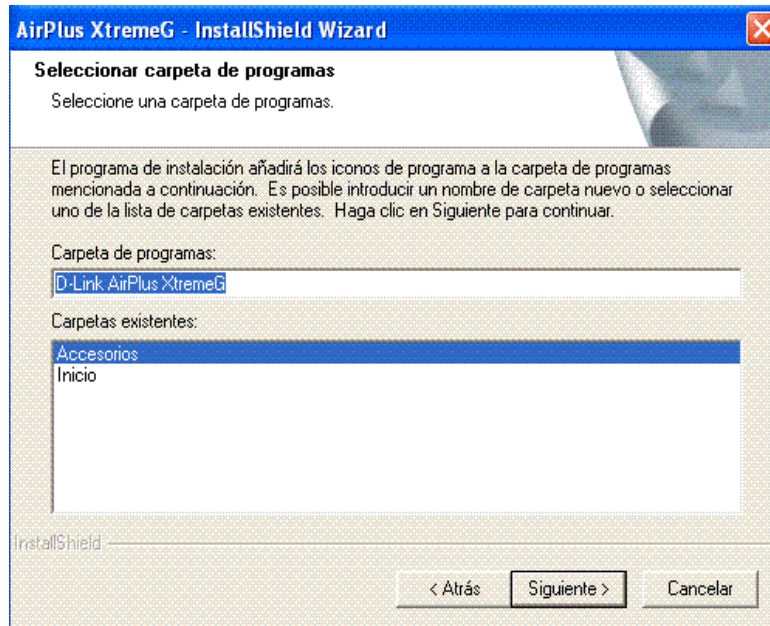 AirPlus XtremeG - InstallShield Wizard
Seleccionar carpeta de programas
Seleccione una carpeta de programas.
El programa de instalación añadirá los iconos de programa a la carpeta de programas
mencionada a continuación. Es posible introducir un nombre de carpeta nuevo o seleccionar
uno de la lista de carpetas existentes. Haga clic en Siguiente para continuar.
Carpeta de programas:
D-Link AirPlus XtremeG
Carpetas existentes:
Accesorios
Inicio
InstallShield
< Atrás Siguiente > Cancelar